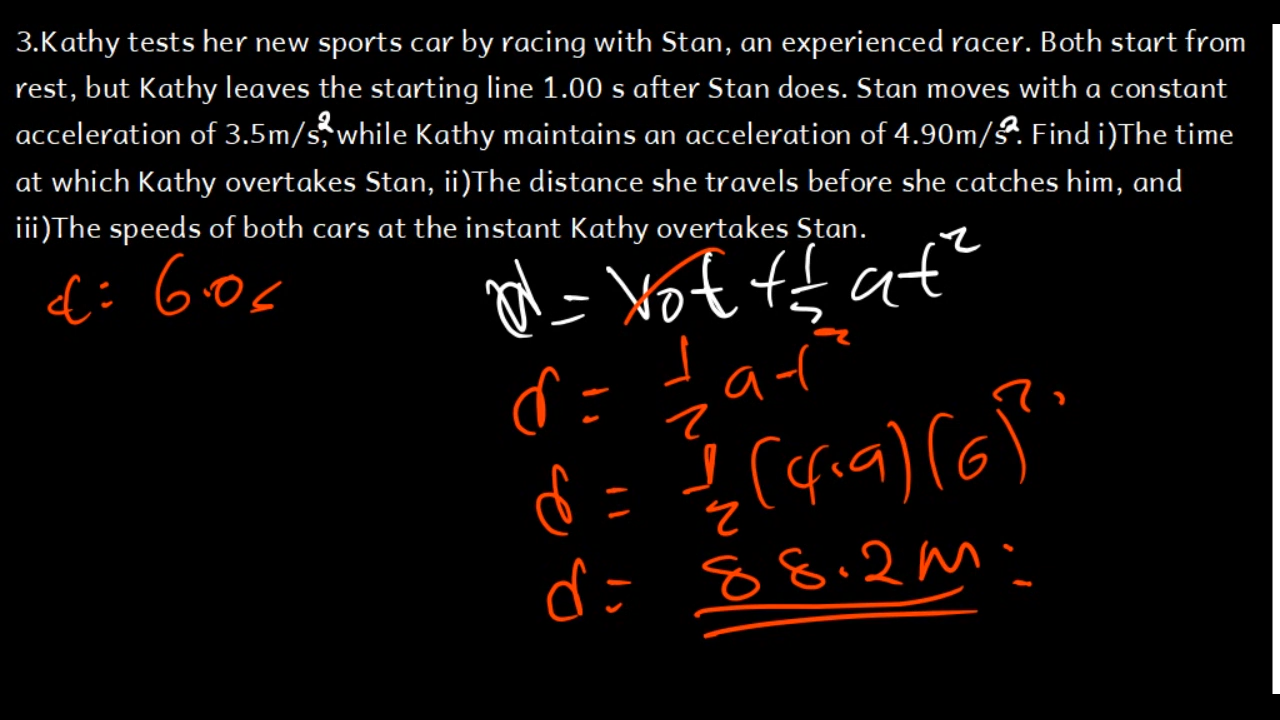 3.Kathy tests her new sports car by racing with Stan, an experienced racer. Both start from
rest, but Kathy leaves the starting line 1.00 s after Stan does. Stan moves with a constant
acceleration of 3.5m/s², while Kathy maintains an acceleration of 4.90m/s². Find i)The time
at which Kathy overtakes Stan, ii)The distance she travels before she catches him, and
iii)The speeds of both cars at the instant Kathy overtakes Stan.
t = 6.0s
d = V₀t + ½ at²
d = ½ at²
d = ½ (4.9)(6)²
d = 88.2m